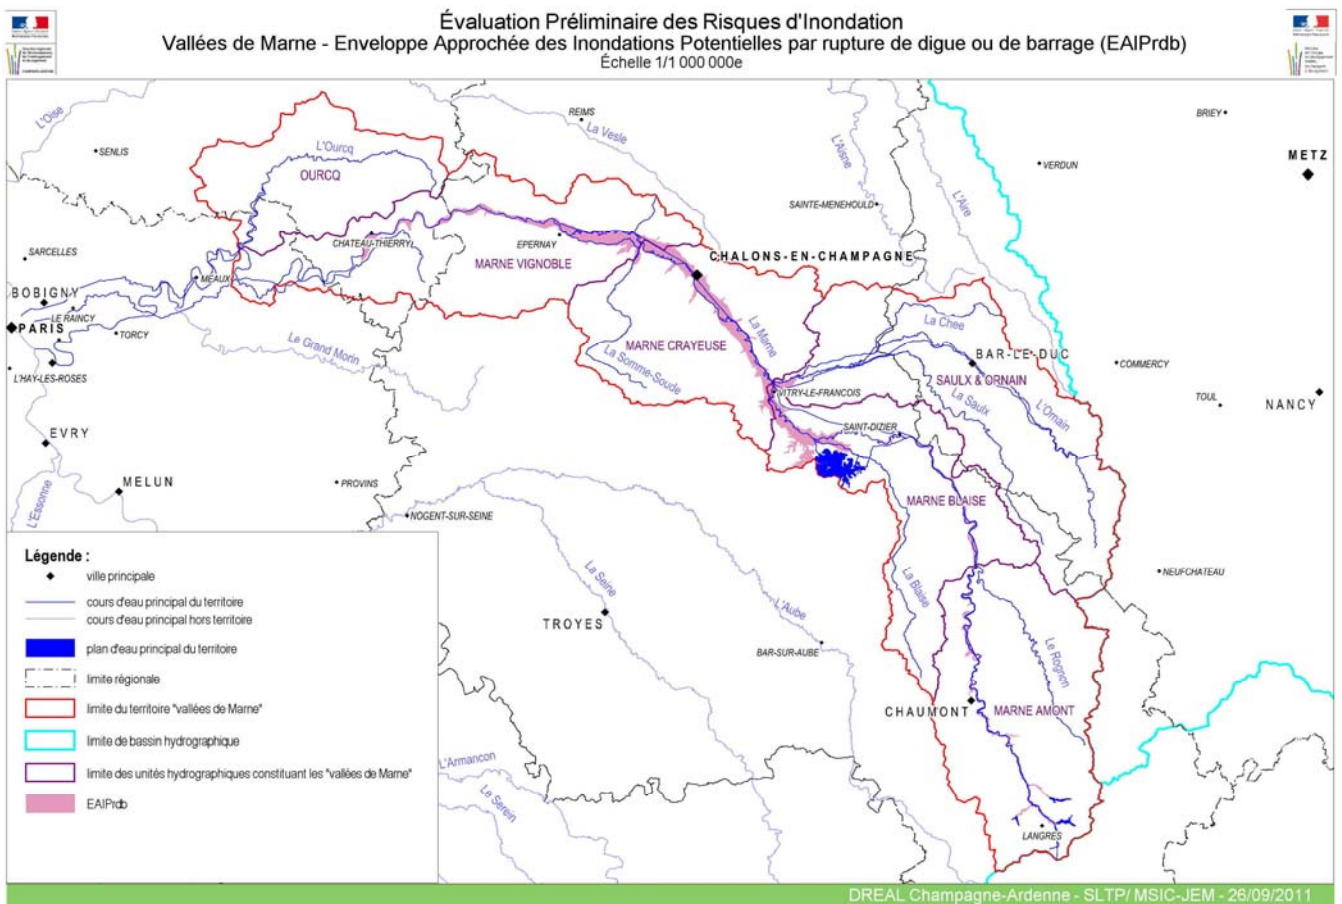 Évaluation Préliminaire des Risques d'Inondation
Vallées de Marne - Enveloppe Approchée des Inondations Potentielles par rupture de digue ou de barrage (EAIPrdb)
Échelle 1/1 000 000e
L'Oise
SENLIS
L'Ourcq
OURCQ
REIMS
La Vesle
L'Aisne
BRIEY
VERDUN
METZ
SAINTE-MENEHOULD
L'Aire
SARCELLES
CHATEAU-THIERRY
EPERNAY
MARNE VIGNOBLE
CHALONS-EN-CHAMPAGNE
MEAUX
BOBIGNY
LE RAINCY
PARIS
TORCY
Le Grand Morin
La Marne
MARNE CRAYEUSE
La Somme-Soude
La Chee
BAR-LE-DUC
SAULX & ORNAIN
COMMERCY
L'HAY-LES-ROSES
VITRY-LE-FRANCOIS
La Saulx
L'Ornain
TOUL
NANCY
SAINT-DIZIER
EVRY
MELUN
PROVINS
L'Essonne
NOGENT-SUR-SEINE
MARNE BLAISE
La Seine
L'Aube
La Blaise
NEUFCHATEAU
TROYES
BAR-SUR-AUBE
Le Rognon
CHAUMONT
MARNE AMONT
L'Armancon
Le Serein
LANGRES
Légende :
ville principale
cours d'eau principal du territoire
cours d'eau principal hors territoire
plan d'eau principal du territoire
limite régionale
limite du territoire "vallées de Marne"
limite de bassin hydrographique
limite des unités hydrographiques constituant les "vallées de Marne"
EAIPrdb
DREAL Champagne-Ardenne - SLTP/ MSIC-JEM - 26/09/2011